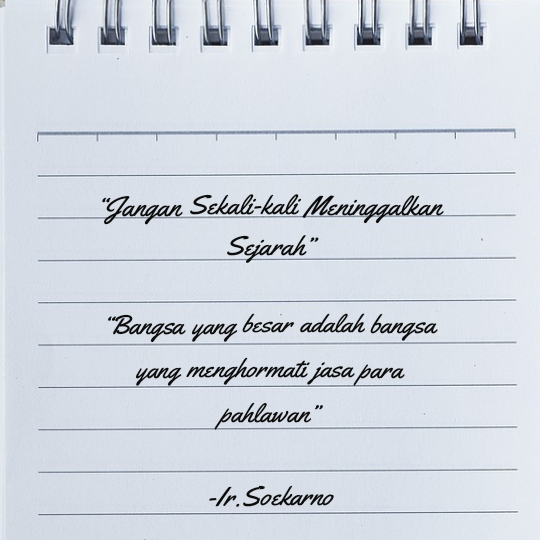 “Jangan Sekali-kali Meninggalkan
Sejarah”
“Bangsa yang besar adalah bangsa
yang menghormati jasa para
pahlawan”
-Ir.Soekarno